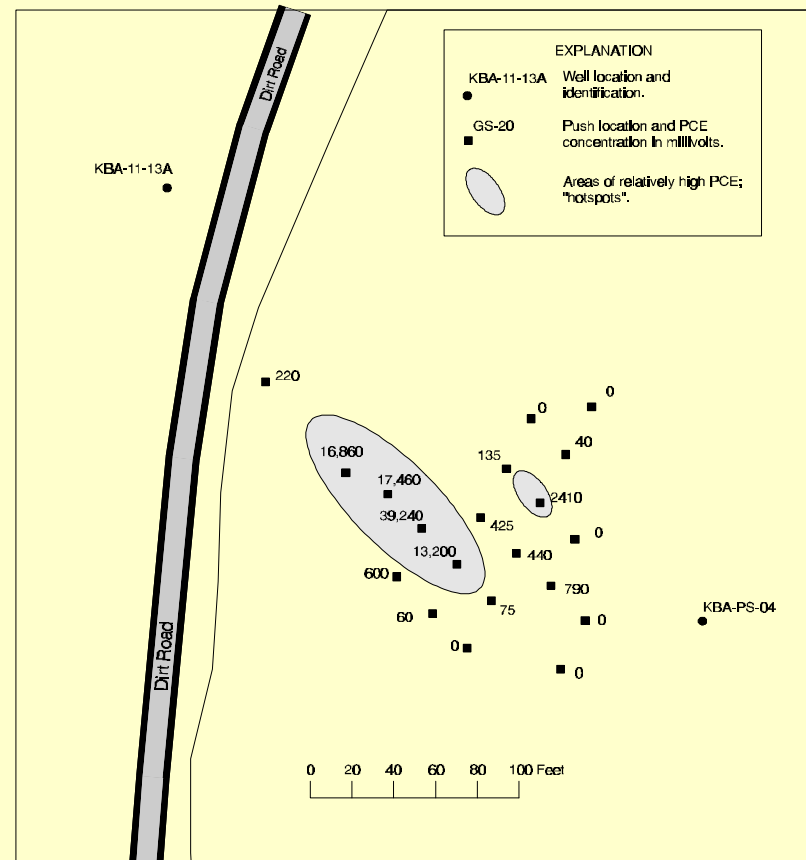 Dirt Road
EXPLANATION
KBA-11-13A
Well location and
identification.
GS-20
Push location and PCE
concentration in millivolts.
Areas of relatively high PCE;
"hotspots".
KBA-11-13A
220
0
0
40
135
16,860
17,460
2410
39,240
425
0
13,200
440
600
790
75
60
0
KBA-PS-04
0
0
Dirt Road
0 20 40 60 80 100 Feet